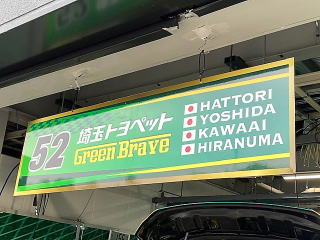 52
埼玉トヨペット
Green Brave
HATTORI
YOSHIDA
KAWAAI
HIRANUMA